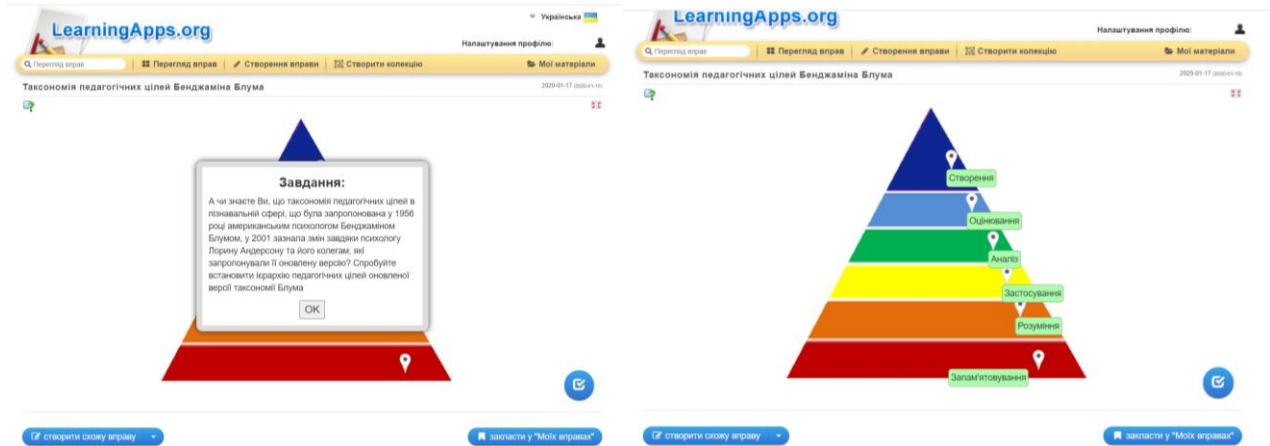 LearningApps.org
Українська
Налаштування профілю:
Перегляд вправ
Перегляд вправ
Створення вправи
Створити колекцію
Мої матеріали
Таксономія педагогічних цілей Бенджаміна Блума
2020-01-17
Завдання:
А чи знаєте Ви, що таксономія педагогічних цілей в
пізнавальній сфері, що була запропонована у 1956
році американським психологом Бенджаміном
Блумом, у 2001 зазнала змін завдяки психологу
Лорину Андерсону та його колегам, які
запропонували її оновлену версію? Спробуйте
встановити ієрархію педагогічних цілей оновленої
версії таксономії Блума
OK
створити схожу вправу
закласти у "Моїх вправах"
LearningApps.org
Налаштування профілю:
Перегляд вправ
Перегляд вправ
Створення вправи
Створити колекцію
Мої матеріали
Таксономія педагогічних цілей Бенджаміна Блума
2020-01-17
Створення
Оцінювання
Аналіз
Застосування
Розуміння
Запам'ятовування
створити схожу вправу
закласти у "Моїх вправах"